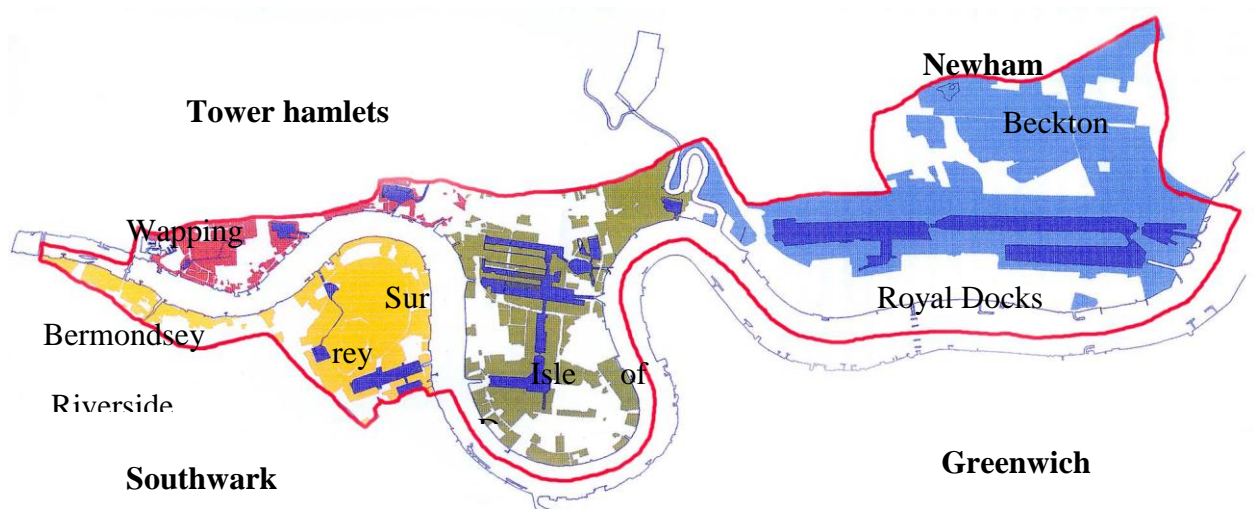 Newham
Tower hamlets
Beckton
Wapping
Sur
rey
Royal Docks
Bermondsey
Riverside
Isle of
Southwark
Greenwich